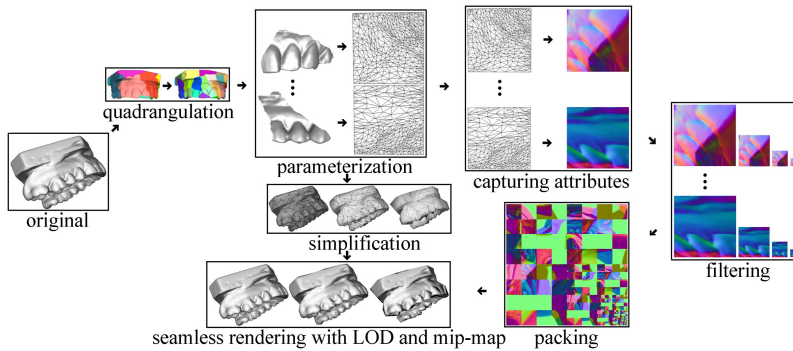 original
quadrangulation
parameterization
capturing attributes
filtering
simplification
packing
seamless rendering with LOD and mip-map